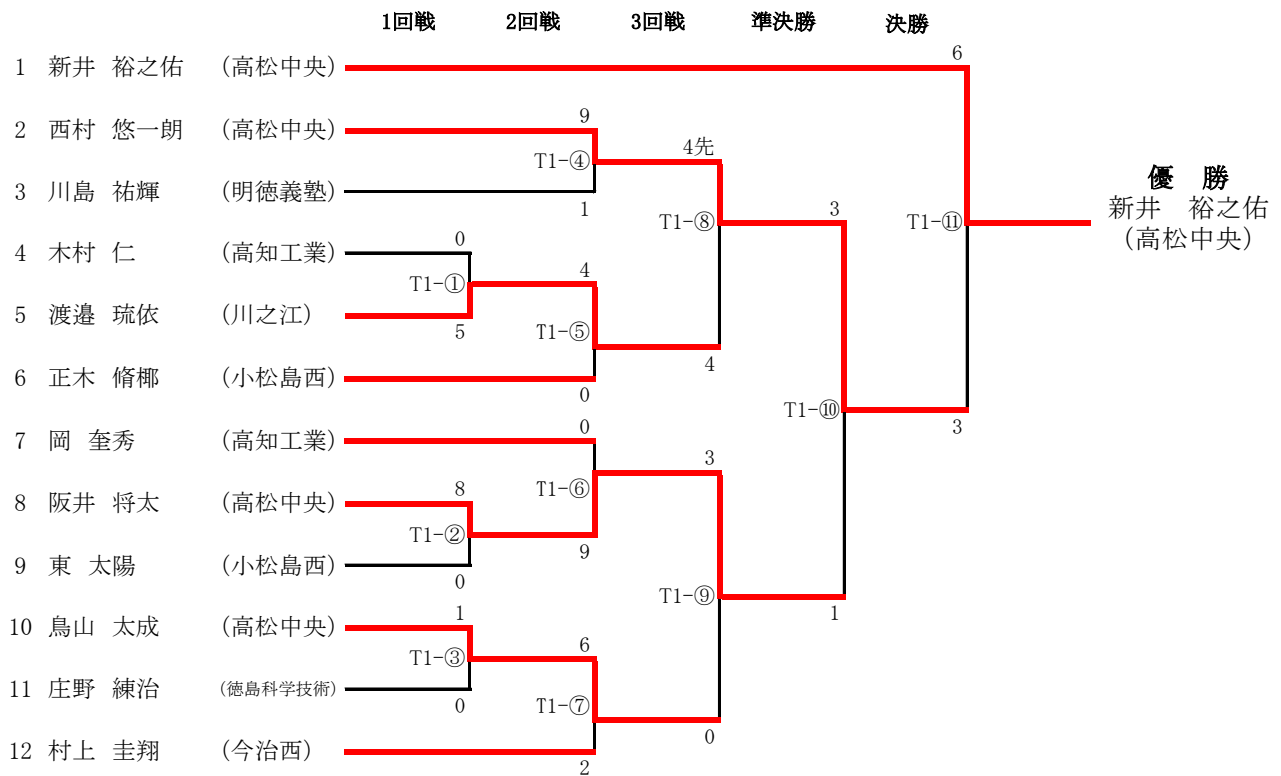 1回戦 2回戦 3回戦 準決勝 決勝
6
1 新井 裕之佑 (高松中央)
9
2 西村 悠一朗 (高松中央)
4先
T1-④
優 勝
3 川島 祐輝 (明徳義塾)
1
新井 裕之佑
T1-⑧
3
T1-⑪
(高松中央)
0
4 木村 仁 (高知工業)
4
T1-①
5 渡邉 琉依 (川之江)
5
T1-⑤
4
6 正木 脩梛 (小松島西)
0
T1-⑩
0
3
7 岡 奎秀 (高知工業)
3
8
T1-⑥
8 阪井 将太 (高松中央)
T1-②
9
9 東 太陽 (小松島西)
0
T1-⑨
1
1
10 鳥山 太成 (高松中央)
6
T1-③
11 庄野 練治 (徳島科学技術)
0
T1-⑦
0
12 村上 圭翔 (今治西)
2